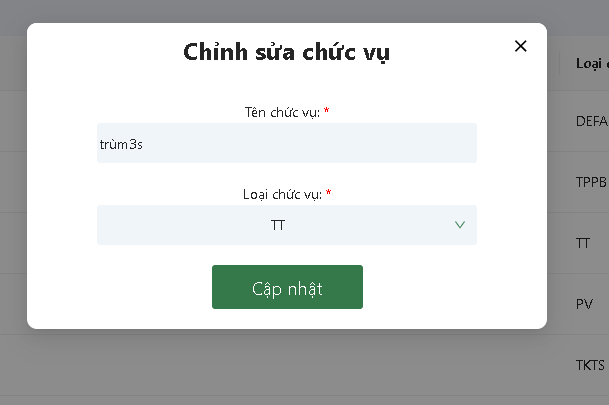 Chỉnh sửa chức vụ
Loại
Tên chức vụ: *
trùm3s
Loại chức vụ: *
TT
Cập nhật
DEFA
TPPB
TT
PV
TKTS